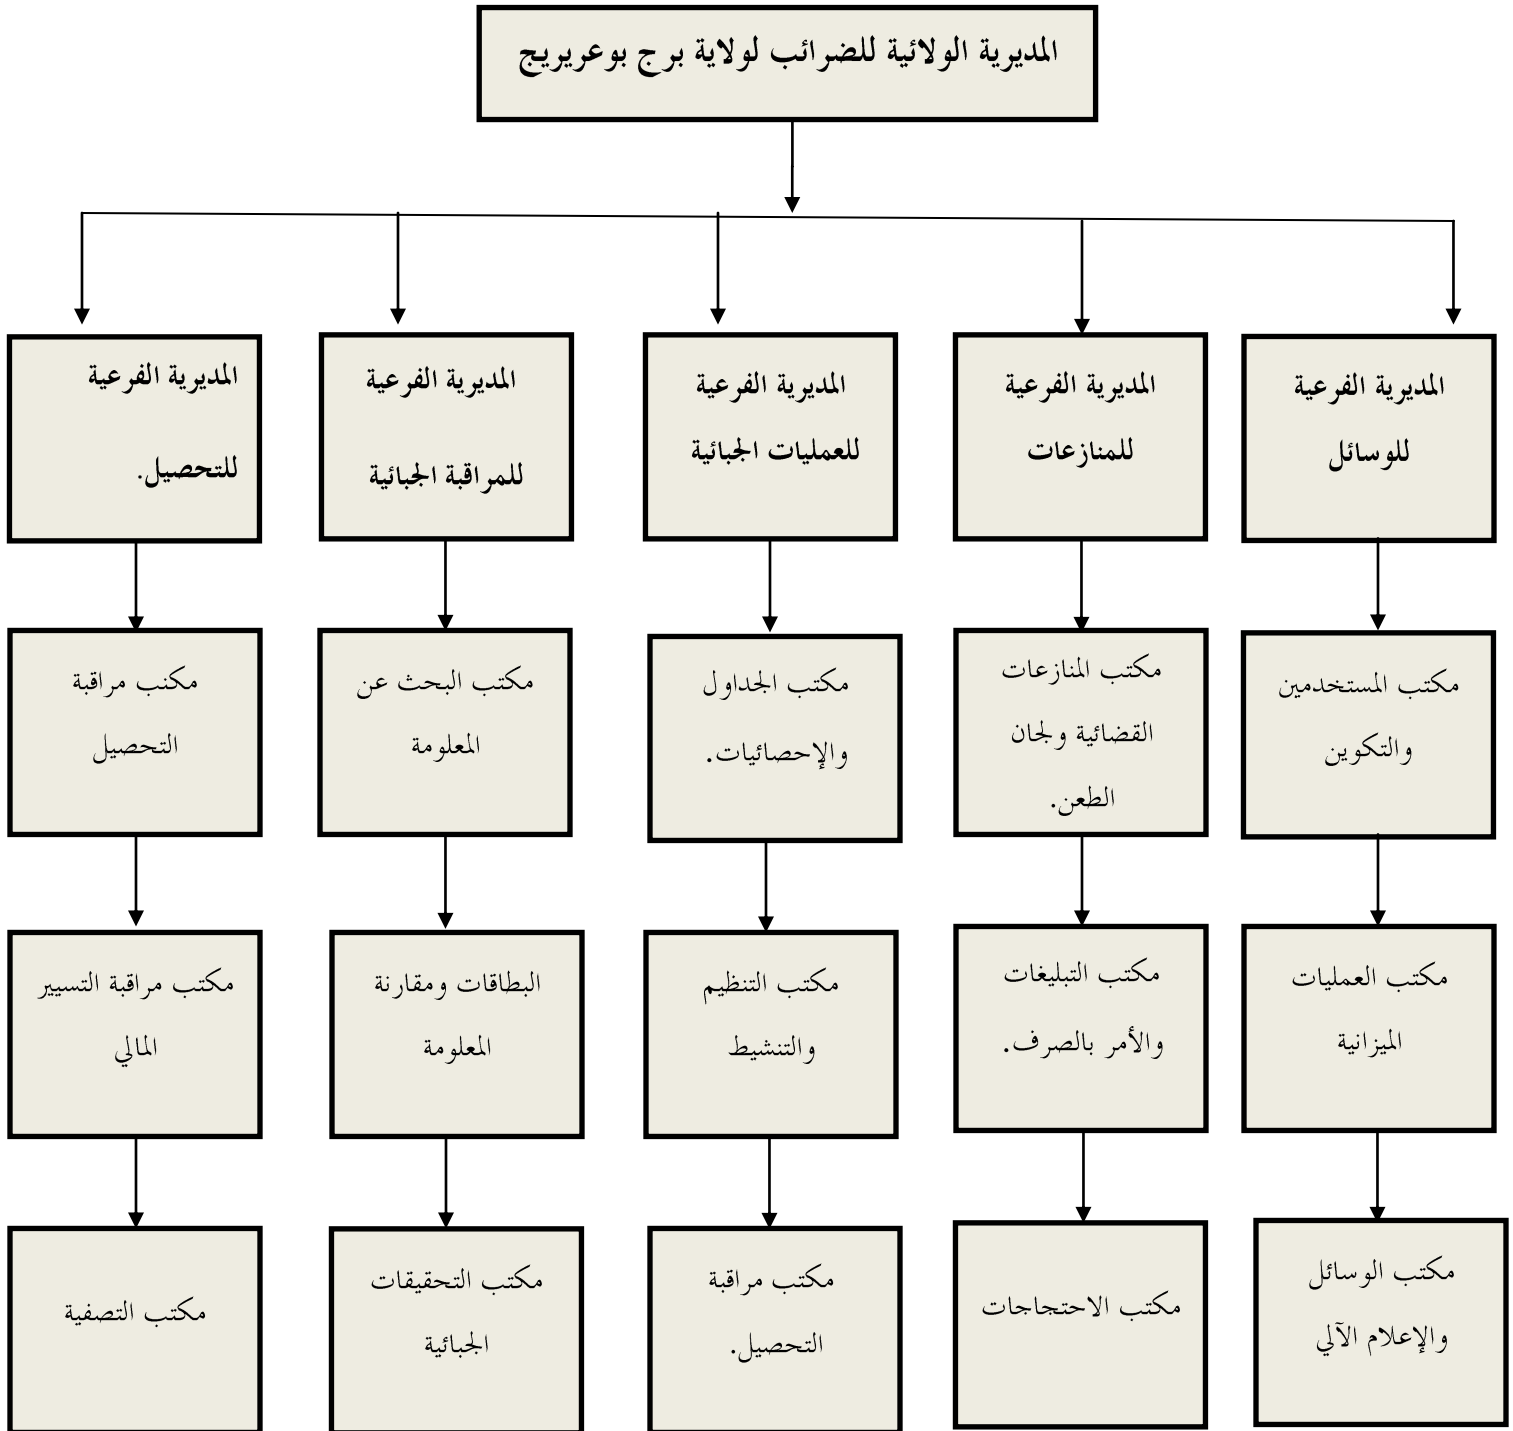 المديرية الولائية للضرائب لولاية برج بوعريريج
المديرية الفرعية
للوسائل
المديرية الفرعية
للمنازعات
المديرية الفرعية
للعمليات الجبائية
المديرية الفرعية
للمراقبة الجبائية
المديرية الفرعية
للتحصيل.
مكتب المستخدمين
والتكوين
مكتب المنازعات
القضائية ولجان
الطعن.
مكتب الجداول
والإحصائيات.
مكتب البحث عن
المعلومة
مكنب مراقبة
التحصيل
مكتب العمليات
الميزانية
مكتب التبليغات
والأمر بالصرف.
مكتب التنظيم
والتنشيط
البطاقات ومقارنة
المعلومة
مكتب مراقبة التسيير
المالي
مكتب الوسائل
والإعلام الآلي
مكتب الاحتجاجات
مكتب مراقبة
التحصيل.
مكتب التحقيقات
الجبائية
مكتب التصفية